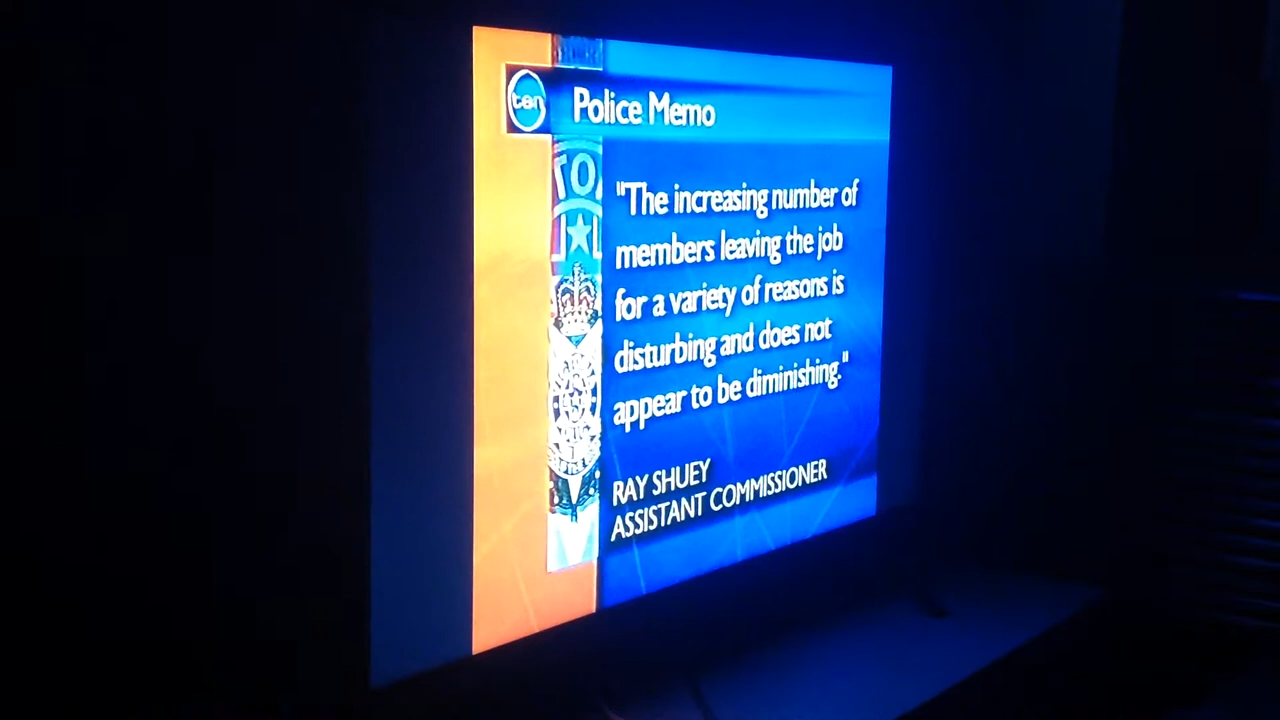 ten
Police Memo
"The increasing number of
members leaving the job
for a variety of reasons is
disturbing and does not
appear to be diminishing."
RAY SHUEY
ASSISTANT COMMISSIONER